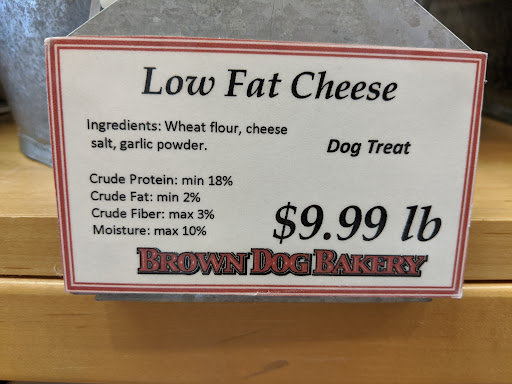 Low Fat Cheese
Ingredients: Wheat flour, cheese
salt, garlic powder.
Dog Treat
Crude Protein: min 18%
Crude Fat: min 2%
Crude Fiber: max 3%
Moisture: max 10%
$9.99 lb
BROWN DOG BAKERY